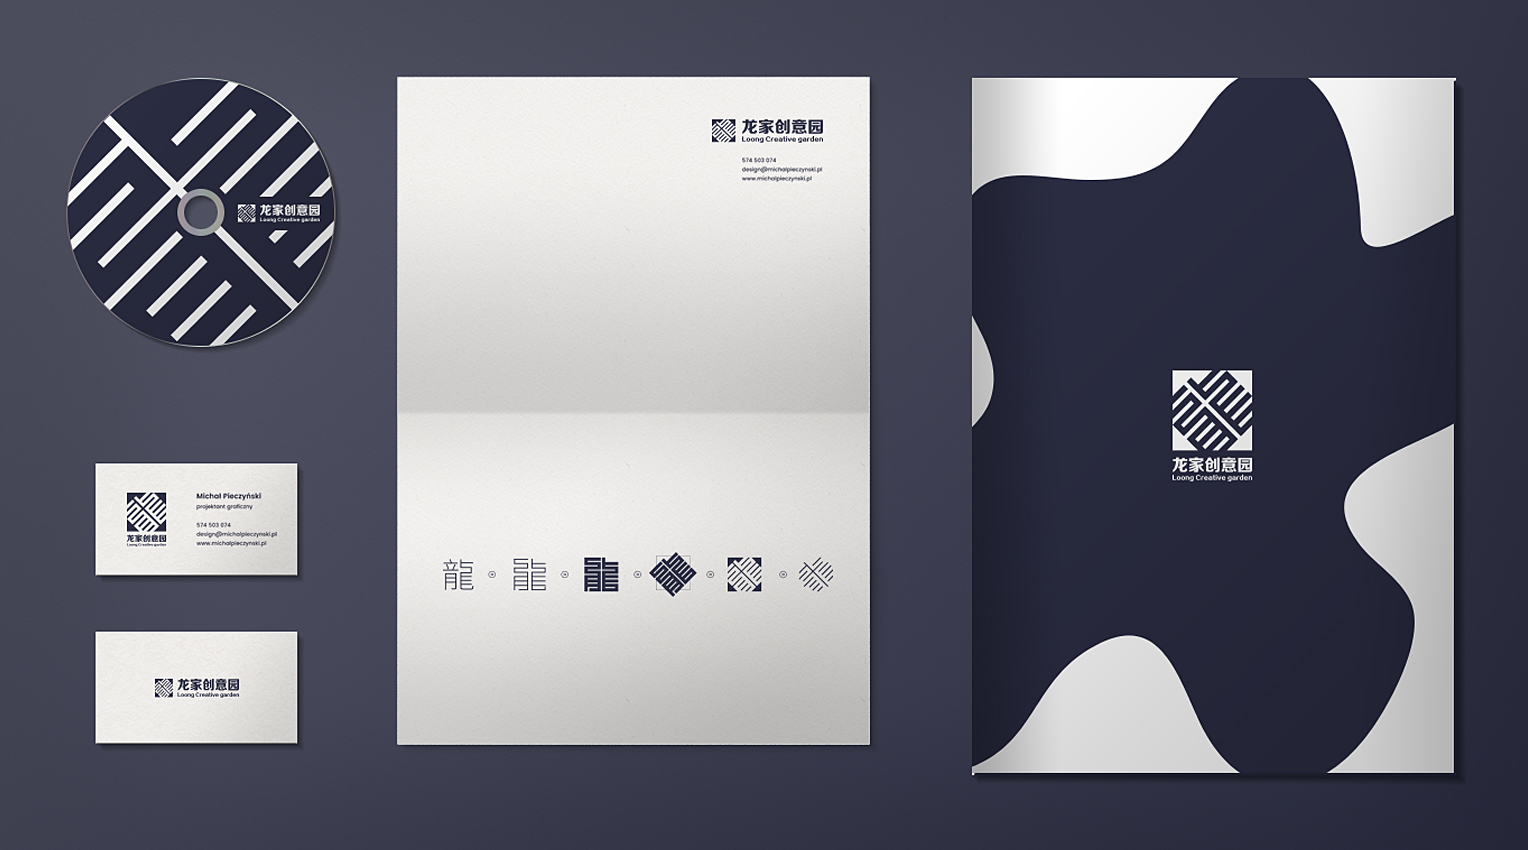 龙家创意园
Loong Creative garden
龙家创意园
Loong Creative garden
574 503 074
design@michalpieczynski.pl
www.michalpieczynski.pl
龍
龙家创意园
Loong Creative garden
Michał Pieczyński
projektant graficzny
574 503 074
design@michalpieczynski.pl
www.michalpieczynski.pl
龙家创意园
Loong Creative garden
龙家创意园
Loong Creative garden